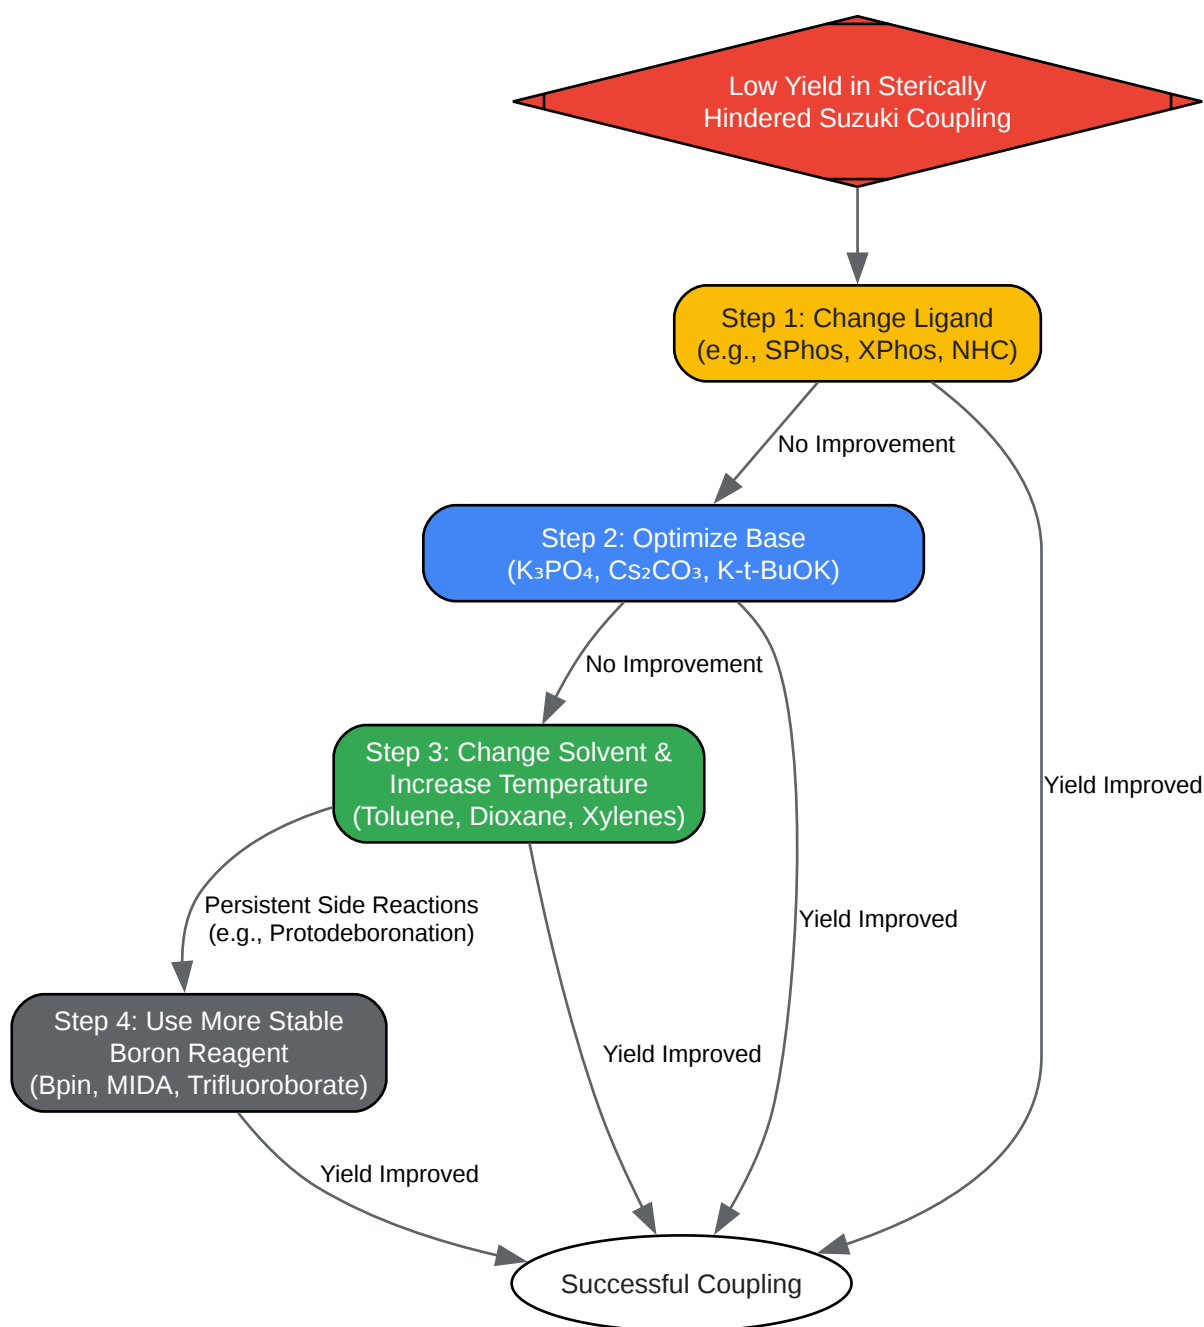 Low Yield in Sterically
Hindered Suzuki Coupling
Step 1: Change Ligand
(e.g., SPhos, XPhos, NHC)
No Improvement
Step 2: Optimize Base
(K₃PO₄, Cs₂CO₃, K-t-BuOK)
No Improvement
Step 3: Change Solvent &
Increase Temperature
(Toluene, Dioxane, Xylenes)
Yield Improved
Persistent Side Reactions
(e.g., Protodeboronation)
Yield Improved
Step 4: Use More Stable
Boron Reagent
(Bpin, MIDA, Trifluoroborate)
Yield Improved
Yield Improved
Successful Coupling